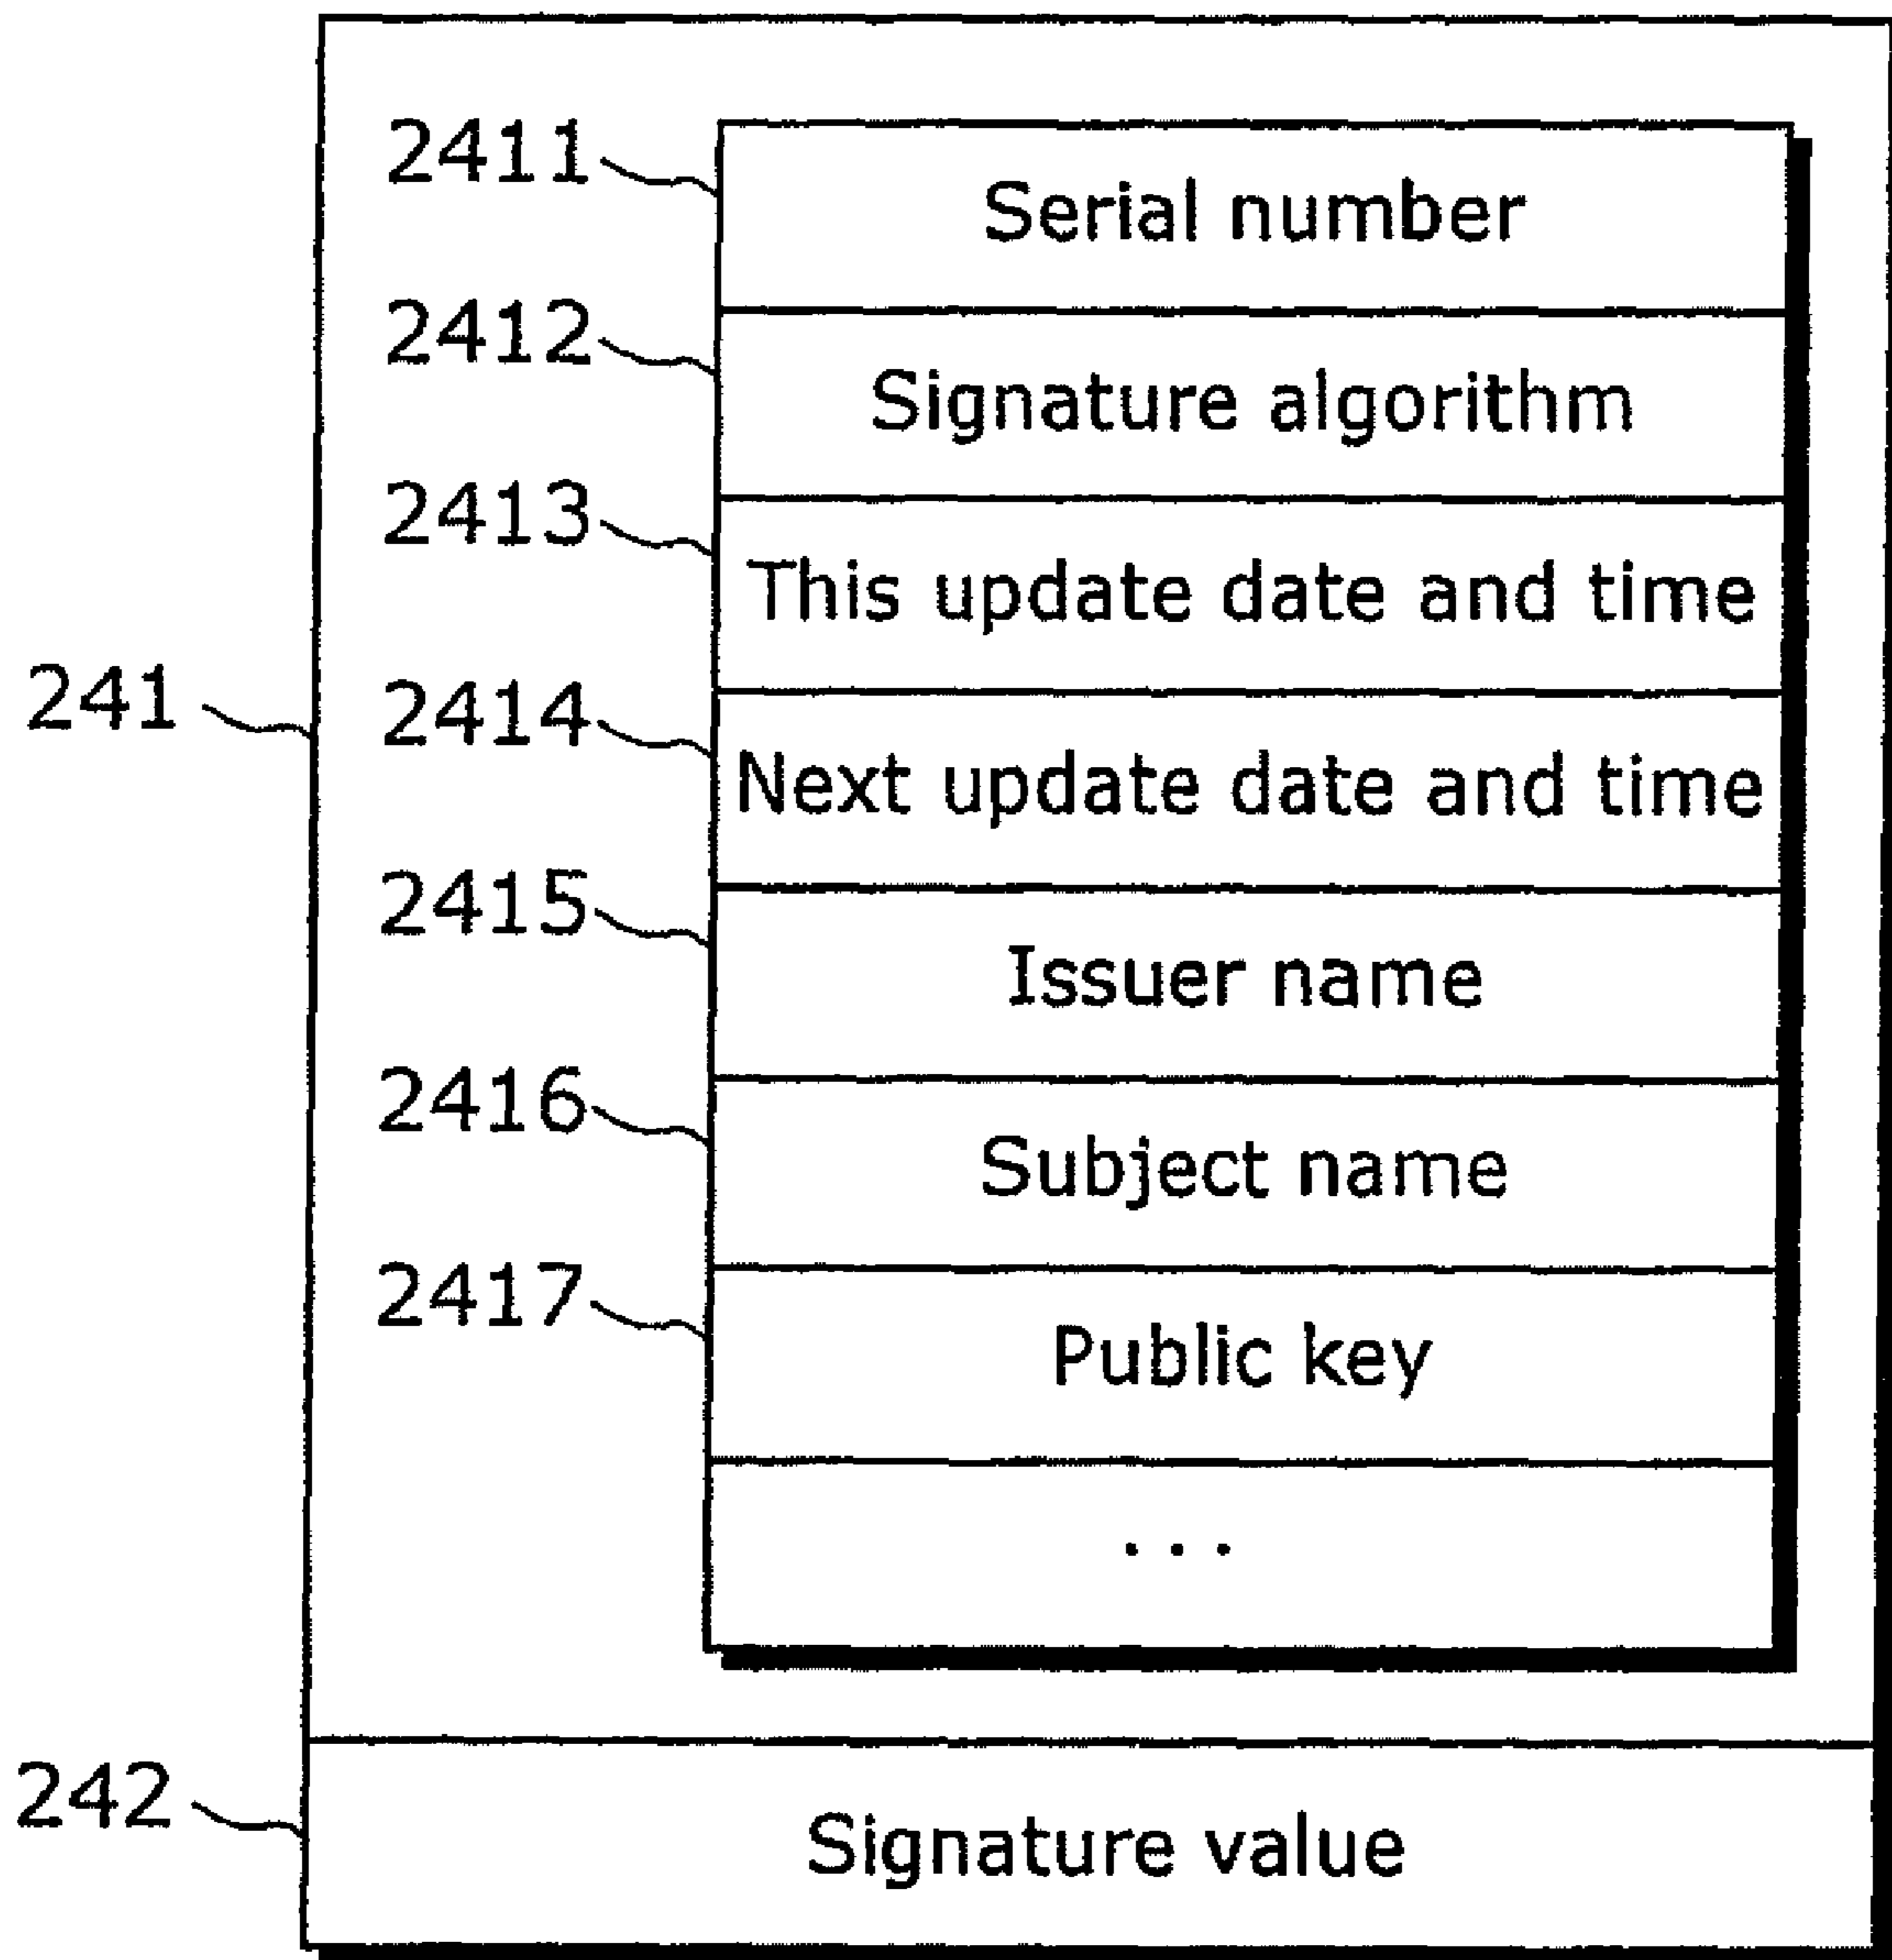 2411 Serial number
2412 Signature algorithm
2413 This update date and time
241
2414 Next update date and time
2415 Issuer name
2416 Subject name
2417 Public key
...
242 Signature value